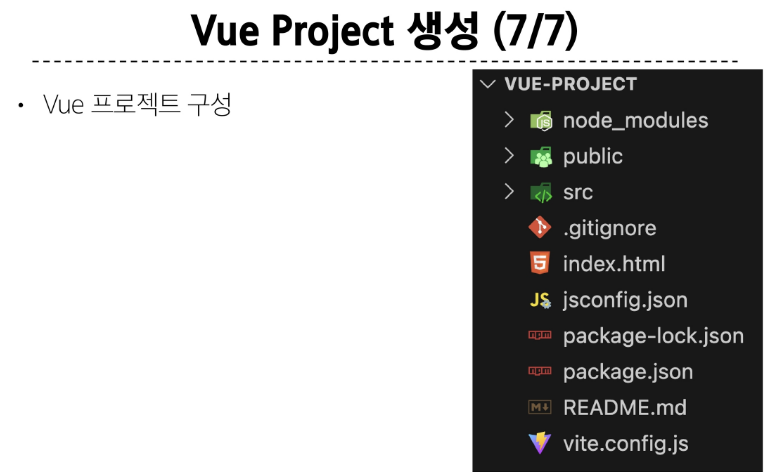 Vue Project 생성 (7/7)
• Vue 프로젝트 구성
VUE-PROJECT
node_modules
public
src
.gitignore
index.html
JS jsconfig.json
package-lock.json
package.json
README.md
vite.config.js